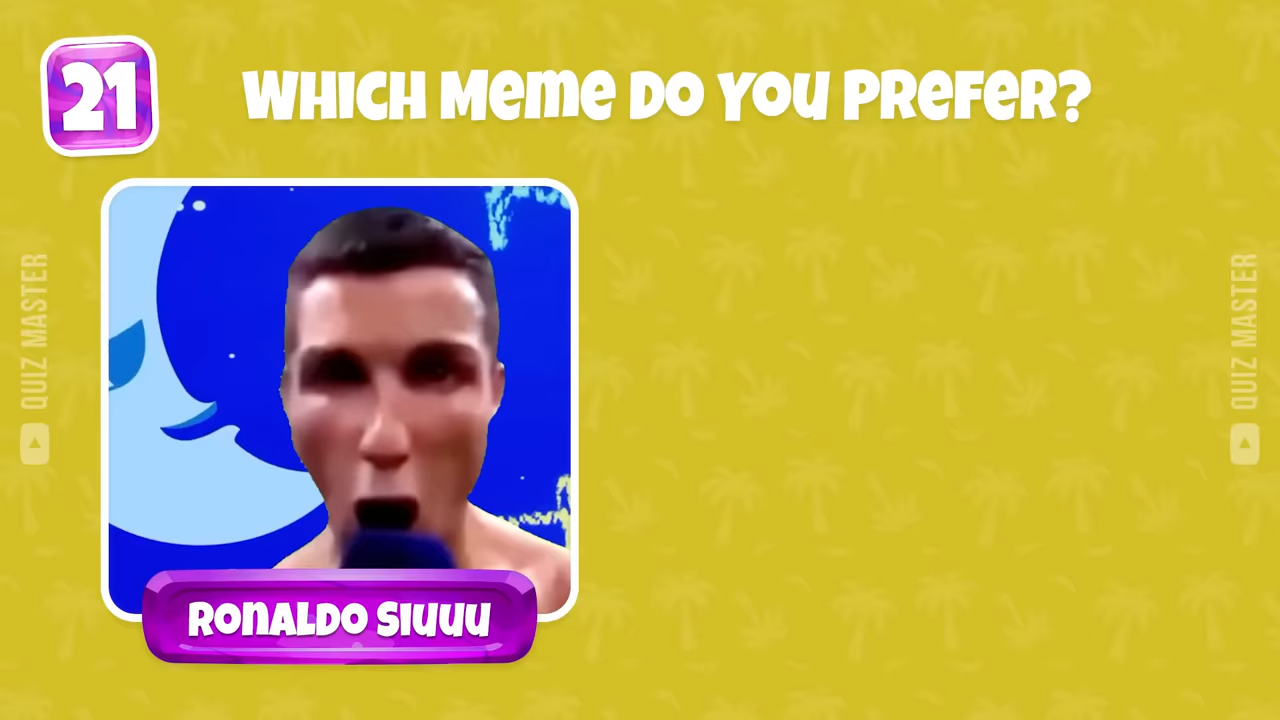 21
WHICH MEME DO YOU PREFER?
QUIZ MASTER
QUIZ MASTER
RONALDO SIUUU